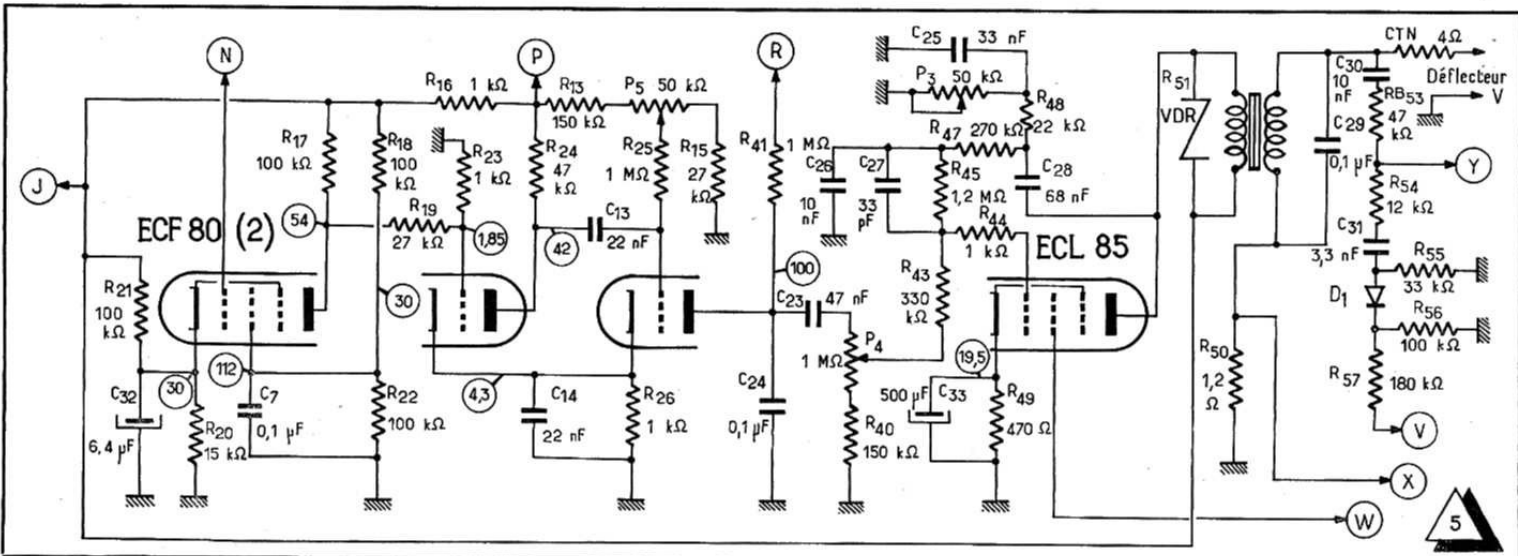 N
P
R
J
R16 1 kΩ
R13
150 kΩ
P5 50 kΩ
C25 33 nF
P3 50 kΩ
R48
22 kΩ
R17
100 kΩ
R18
100
kΩ
R23
1 kΩ
R24
47
kΩ
R25
1 MΩ
R15
27
kΩ
R41
1 MΩ
R47 270 kΩ
C26
10
nF
C27
33
pF
R45
1,2 MΩ
C28
68 nF
R44
1 kΩ
R19
27 kΩ
54
1,85
42
C13
22 nF
ECF 80 (2)
ECL 85
R21
100
kΩ
30
100
C23 47 nF
R43
330
kΩ
P4
1 MΩ
19,5
C32
6,4 µF
30
112
C7
0,1 µF
R20
15 kΩ
R22
100 kΩ
4,3
C14
22 nF
R26
1 kΩ
C24
0,1 µF
R40
150 kΩ
500 µF
C33
R49
470 Ω
R51
VDR
CTN 4Ω
C30
10
nF
Déflecteur
V
RB53
47
kΩ
C29
0,1 µF
Y
R54
12 kΩ
C31
3,3 nF
R55
33 kΩ
D1
R56
100 kΩ
R50
1,2
Ω
R57
180 kΩ
V
X
W
5